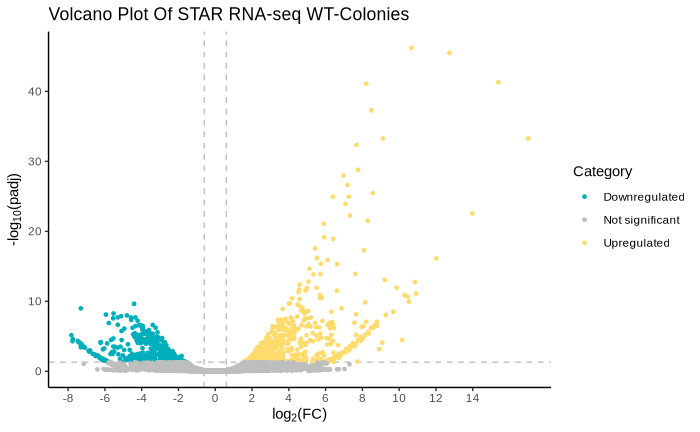 Volcano Plot Of STAR RNA-seq WT-Colonies
-log10(padj)
40
30
20
10
0
-8 -6 -4 -2 0 2 4 6 8 10 12 14
log2(FC)
Category
Downregulated
Not significant
Upregulated